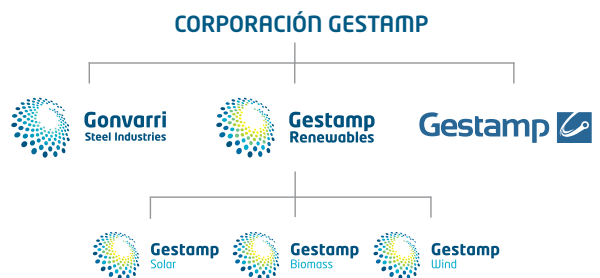 CORPORACIÓN GESTAMP
Gonvarri
Steel Industries
Gestamp
Renewables
Gestamp
Gestamp
Solar
Gestamp
Biomass
Gestamp
Wind